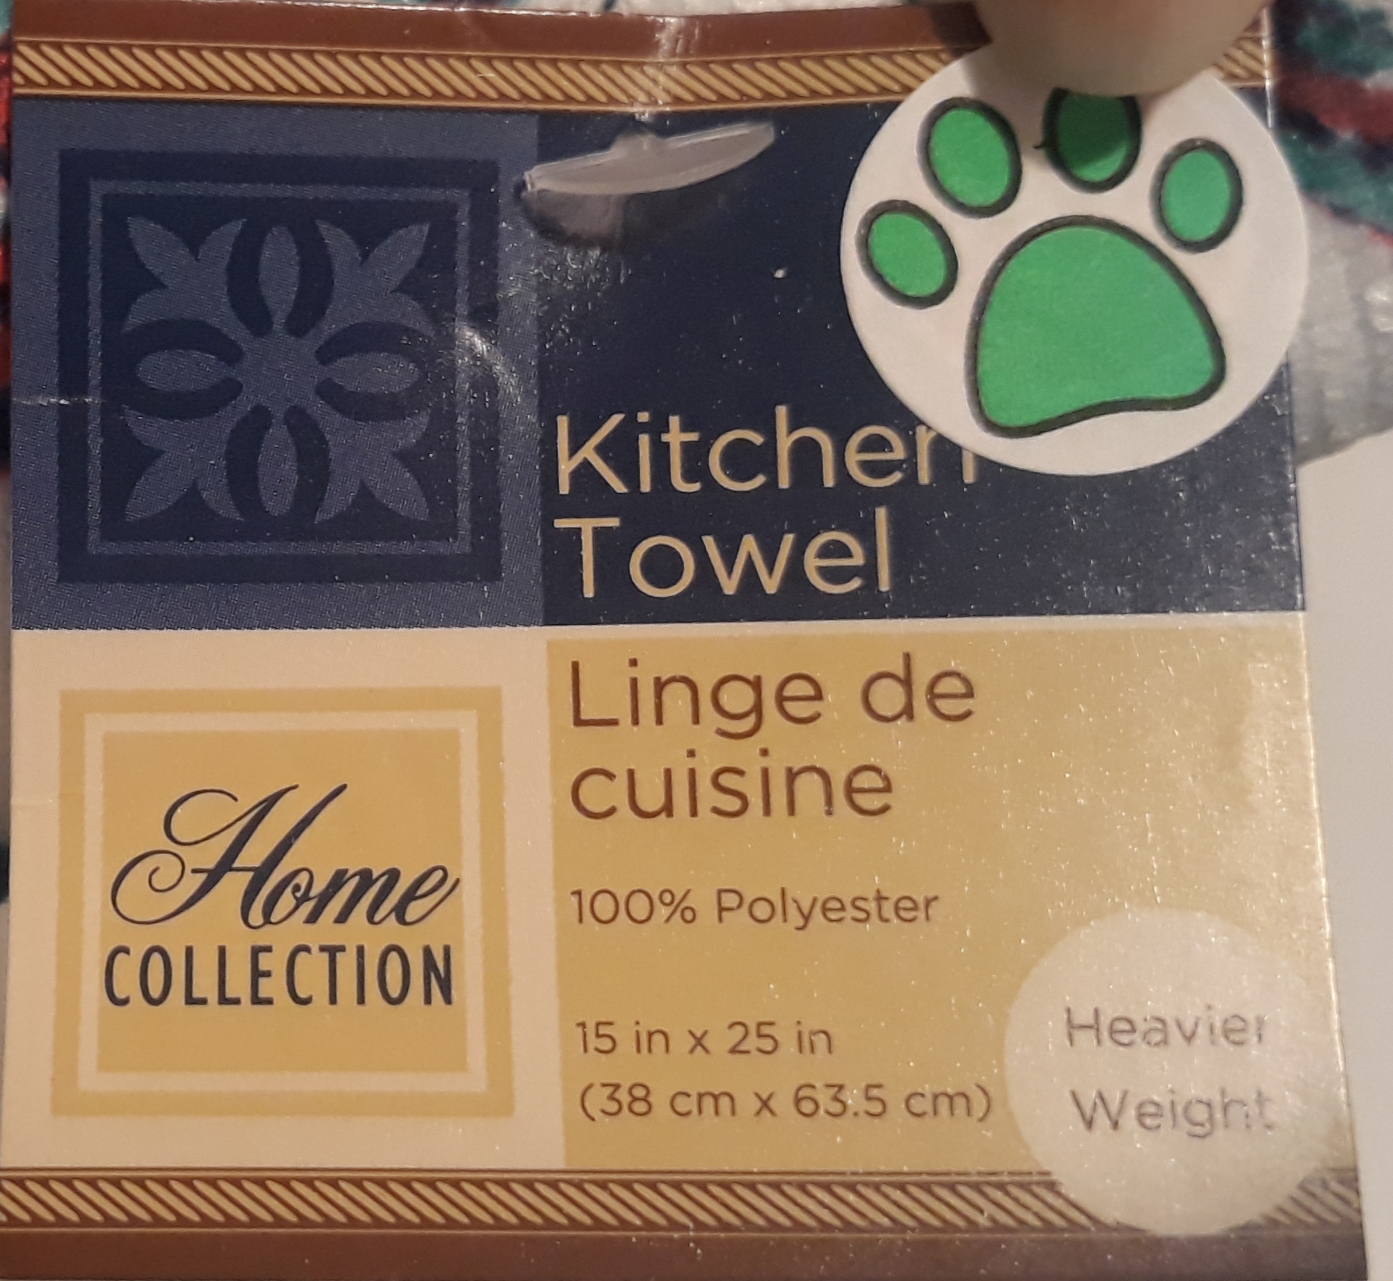 Kitchen
Towel
Linge de
cuisine
Home
COLLECTION
100% Polyester
15 in x 25 in
(38 cm x 63.5 cm)
Heavier
Weight